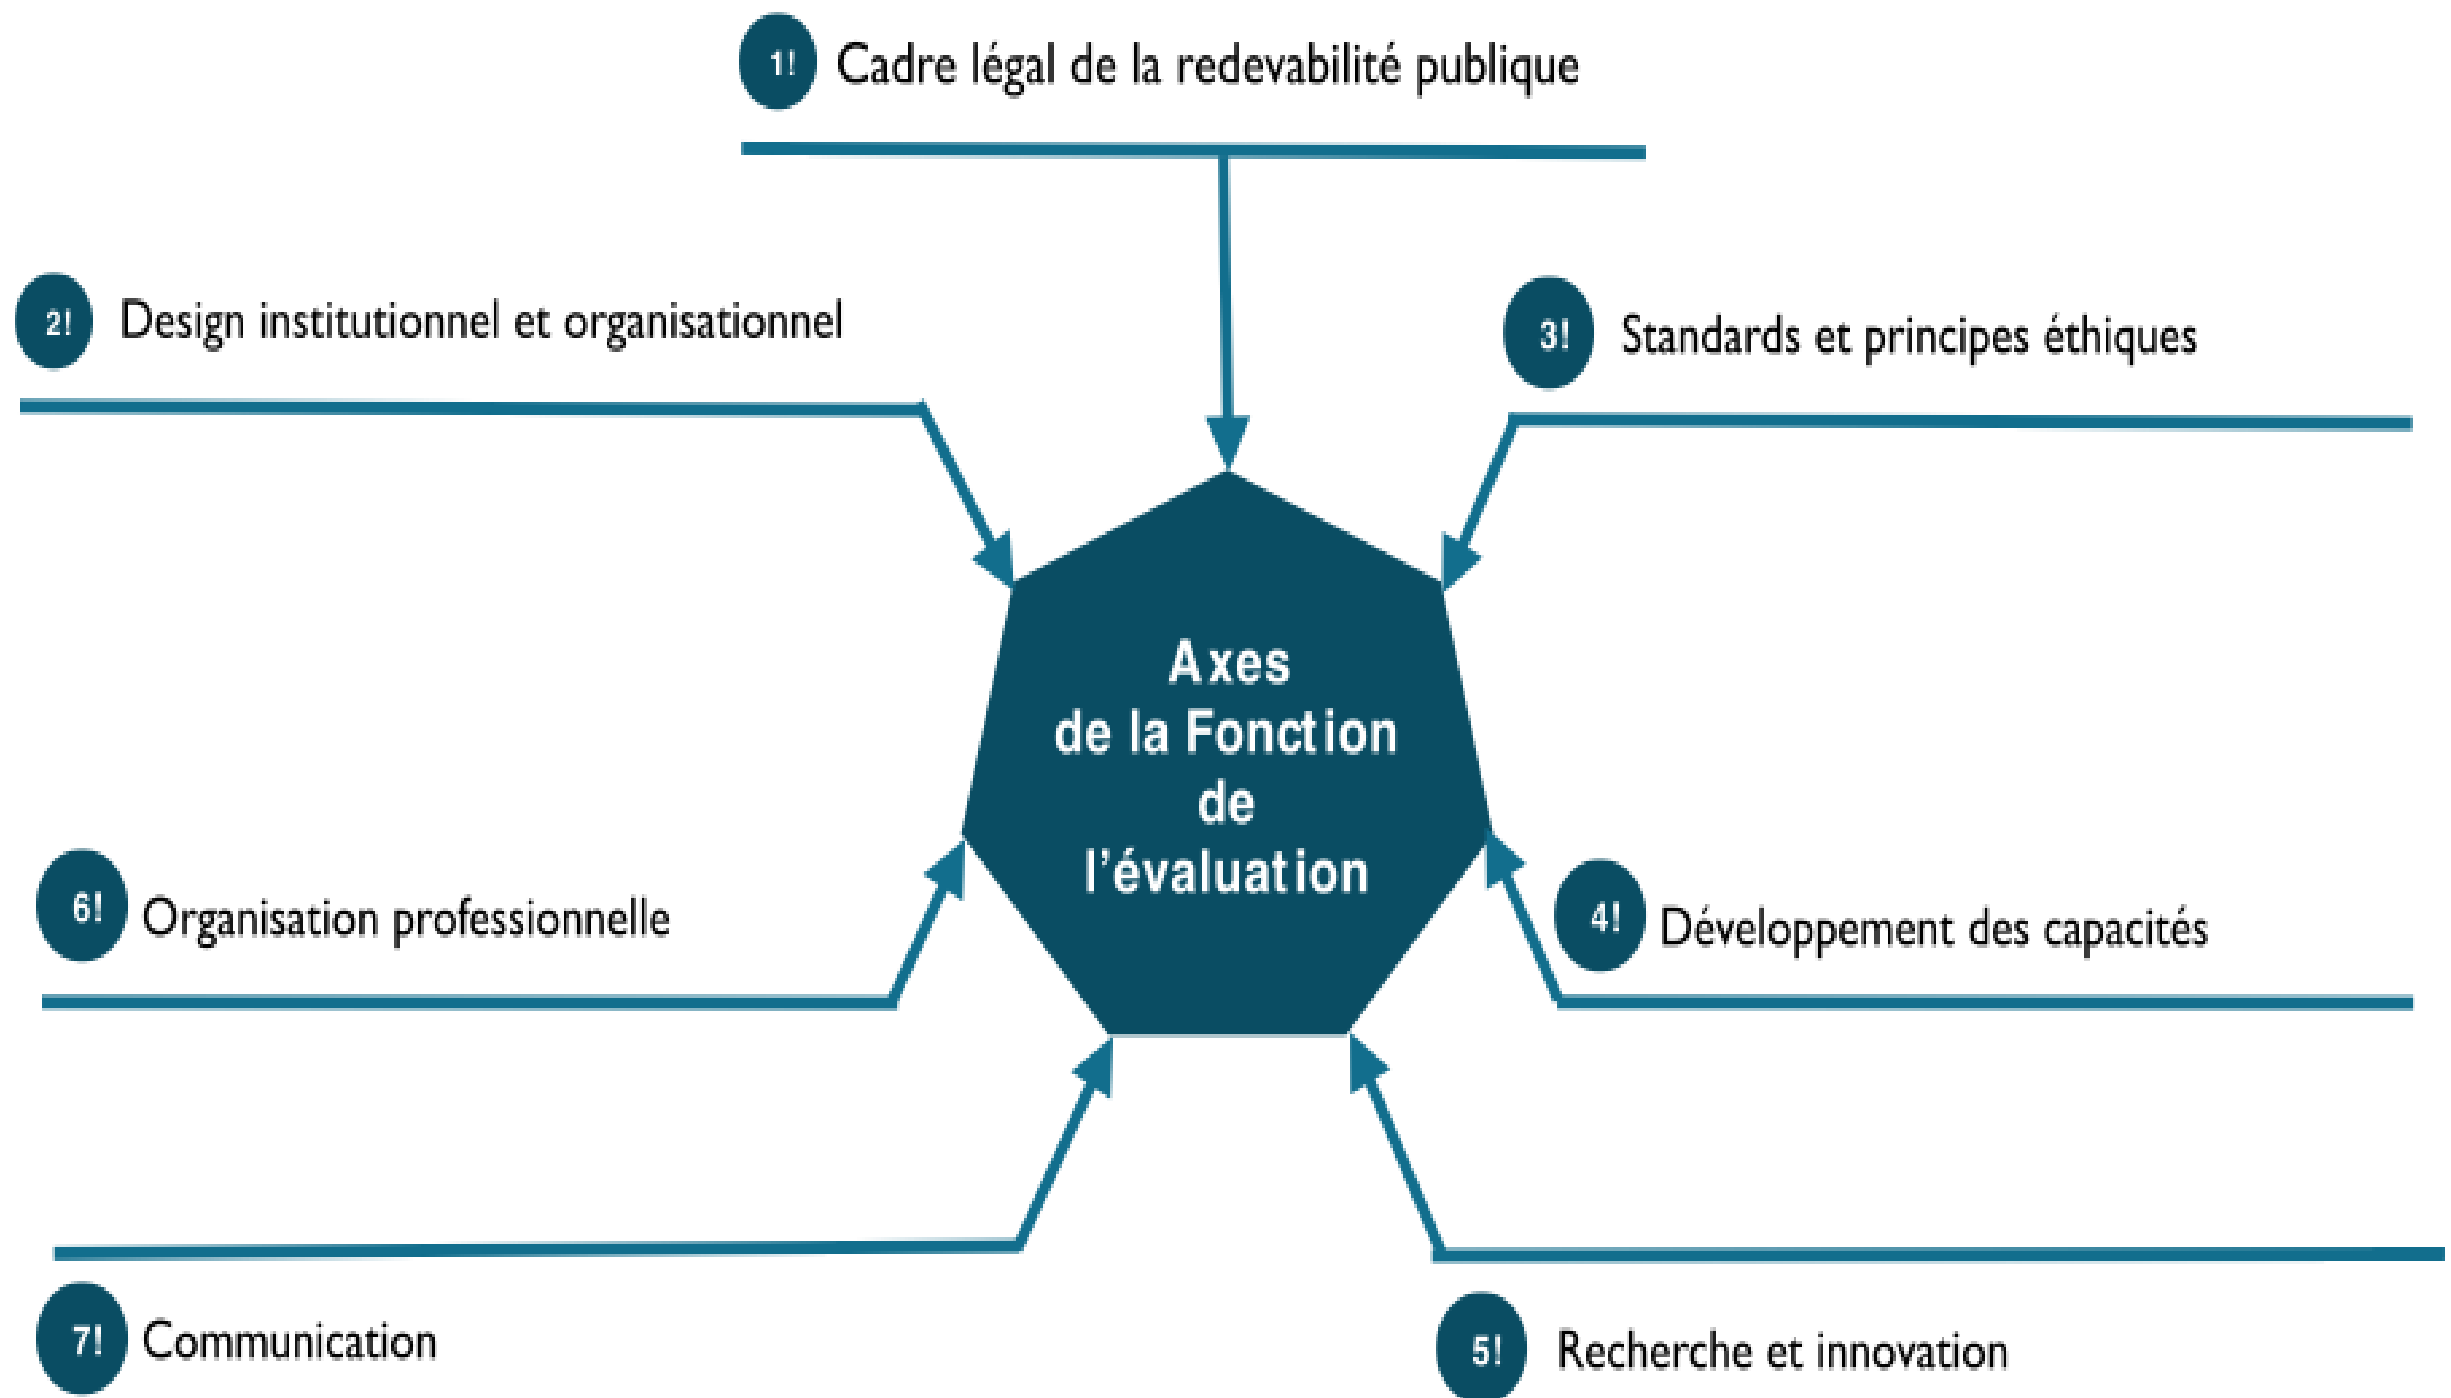 1! Cadre légal de la redevabilité publique
2! Design institutionnel et organisationnel
3! Standards et principes éthiques
Axes
de la Fonction
de
l'évaluation
6! Organisation professionnelle
4! Développement des capacités
7! Communication
5! Recherche et innovation